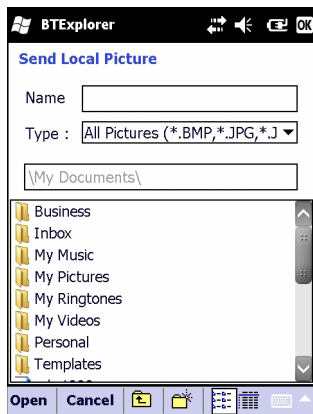 BTExplorer OK
Send Local Picture
Name
Type : All Pictures (*.BMP,*.JPG,*.J
\My Documents\
Business
Inbox
My Music
My Pictures
My Ringtones
My Videos
Personal
Templates
Open Cancel